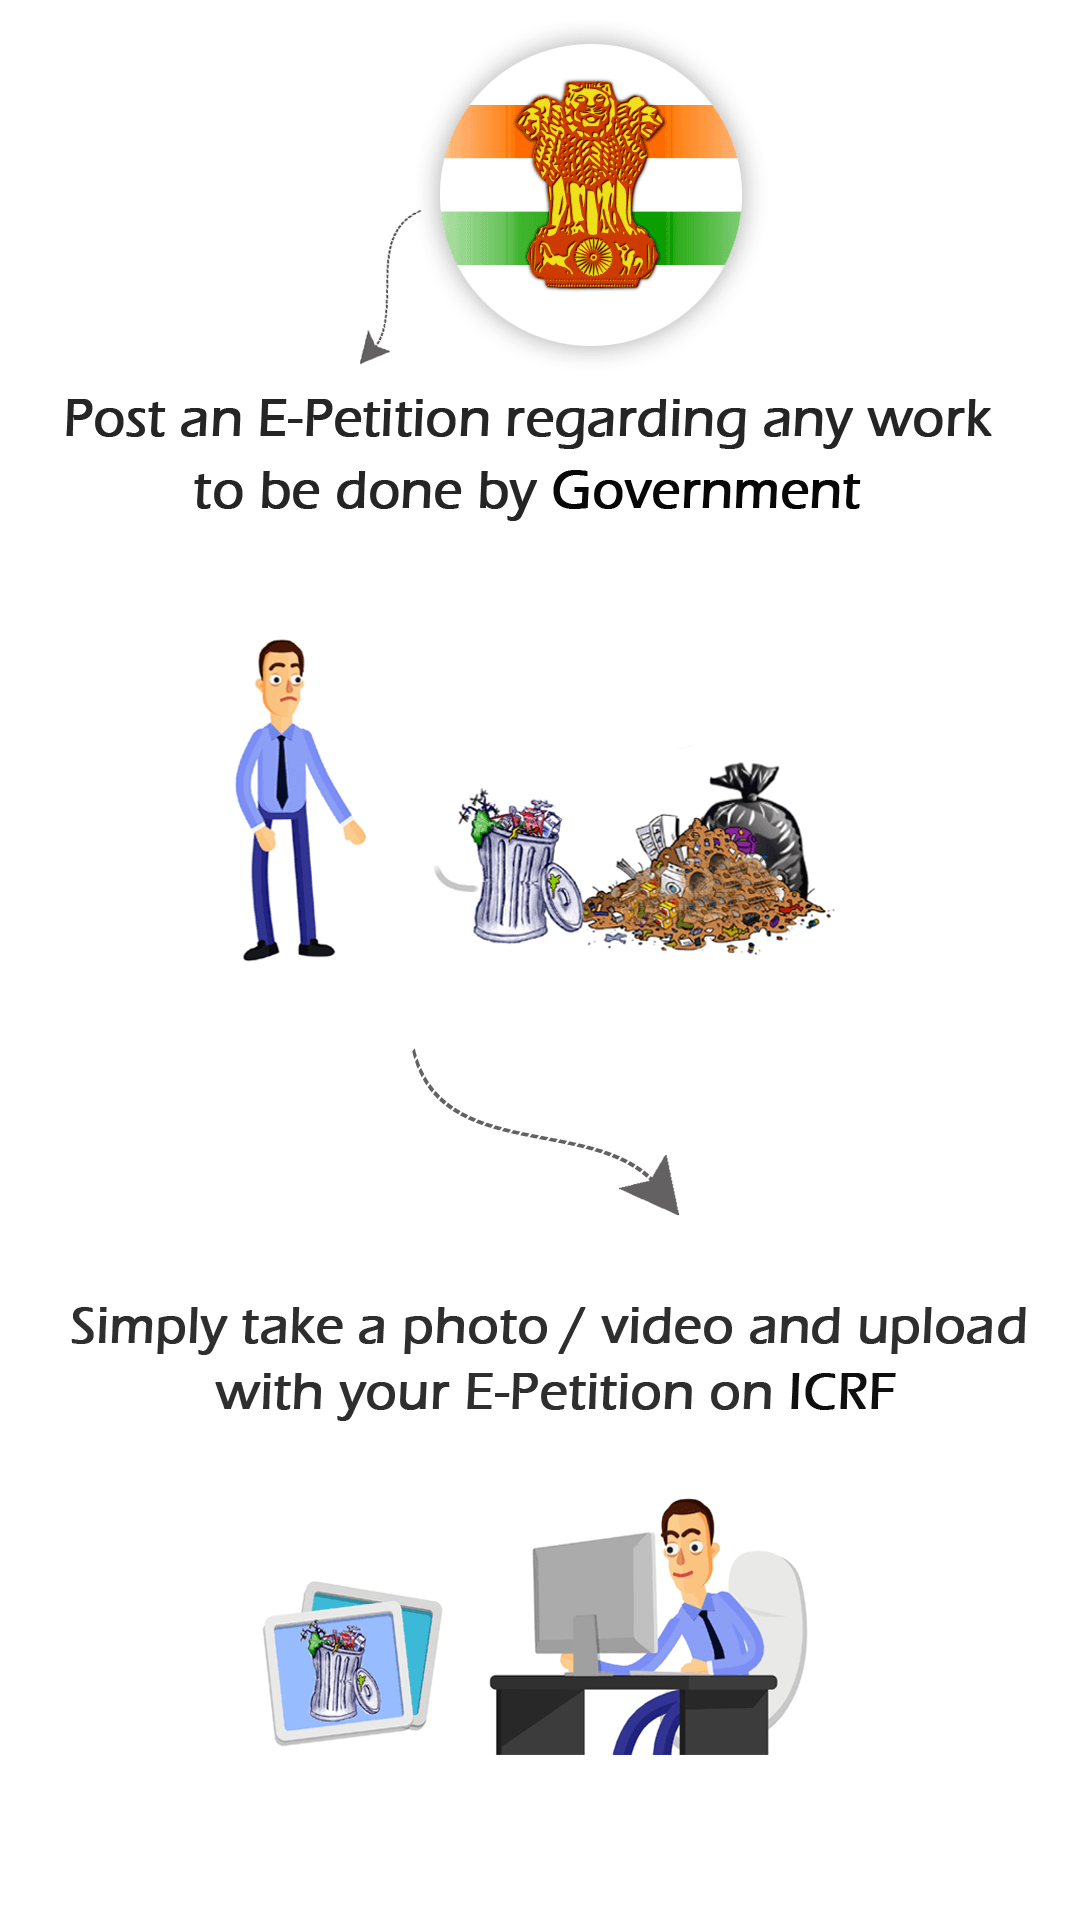 Post an E-Petition regarding any work
to be done by Government
Simply take a photo / video and upload
with your E-Petition on ICRF